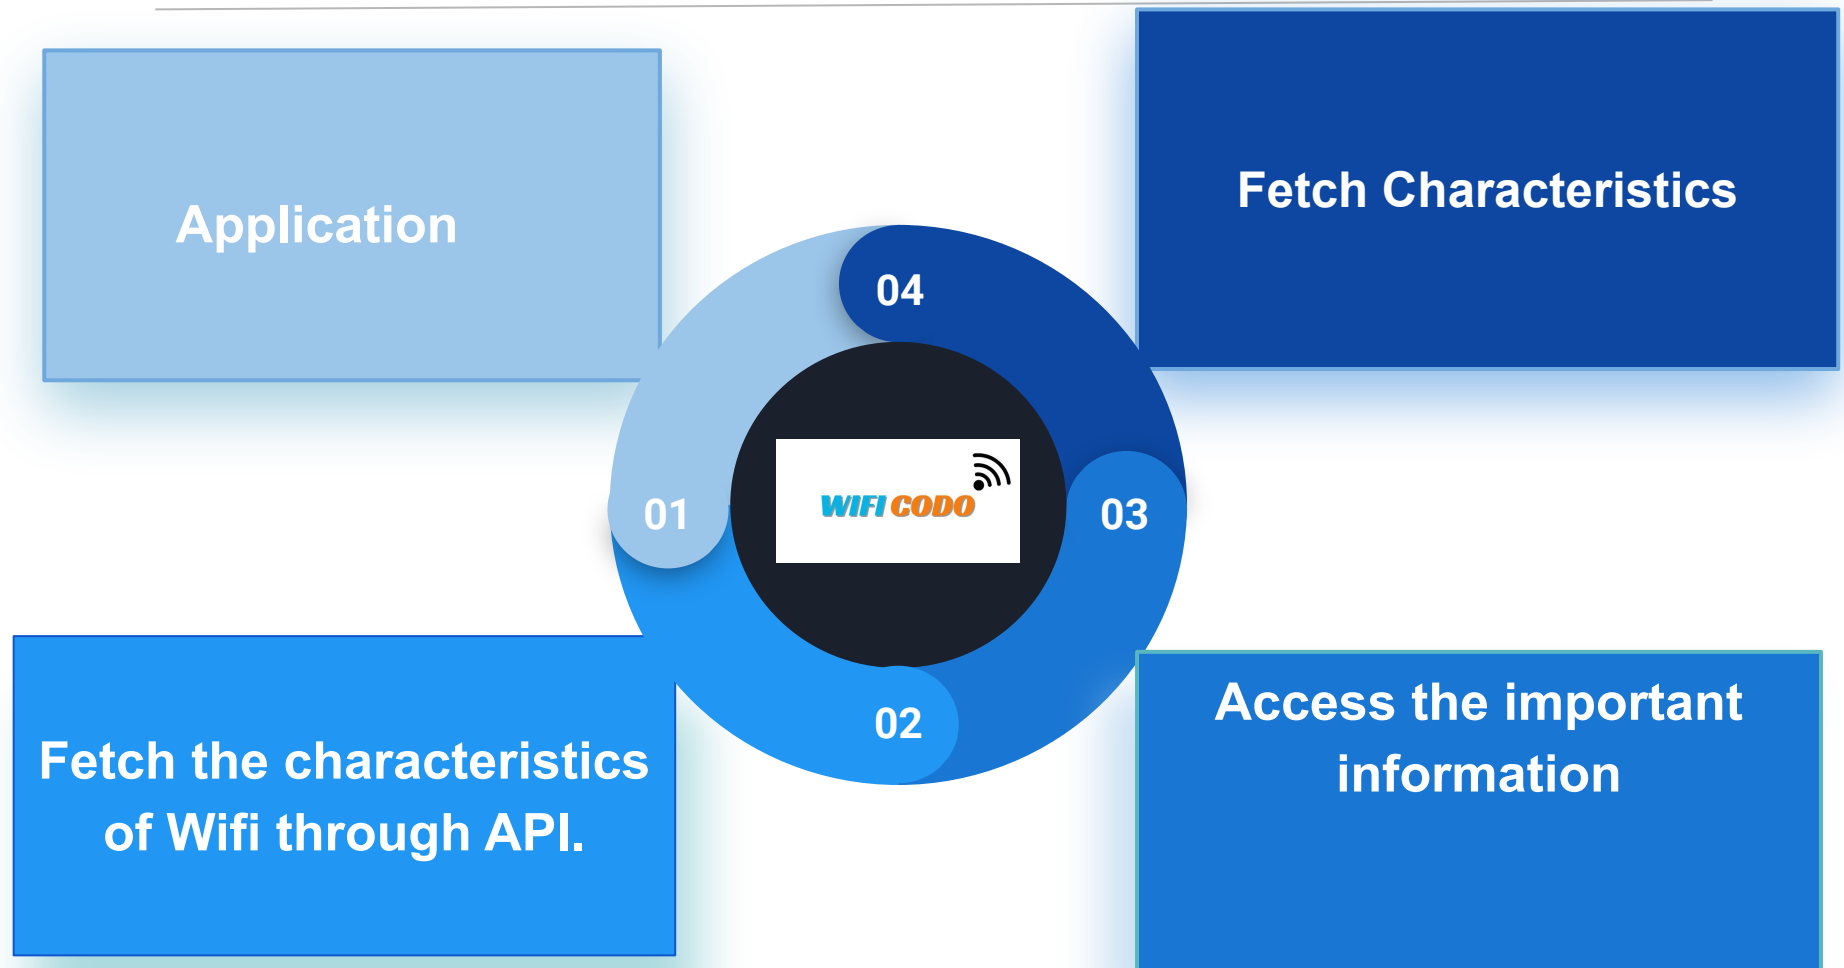 Application
Fetch Characteristics
04
01
WIFI CODO
03
02
Fetch the characteristics
of Wifi through API.
Access the important
information